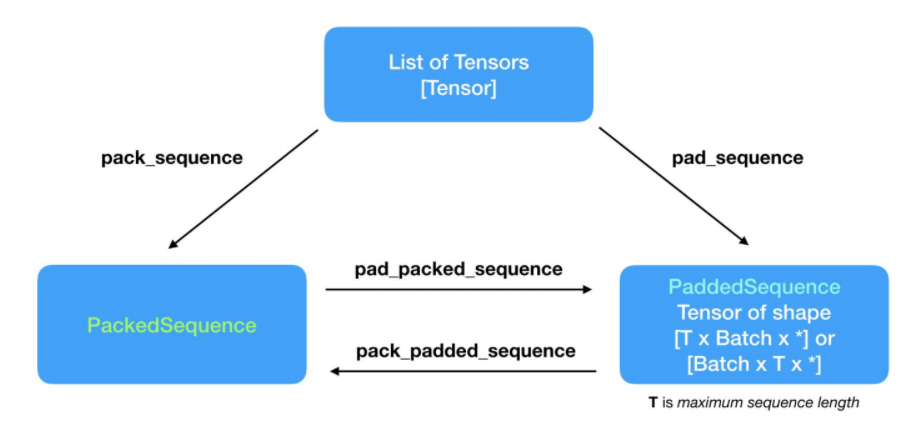 List of Tensors
[Tensor]
pack_sequence
pad_sequence
pad_packed_sequence
PackedSequence
pack_padded_sequence
PaddedSequence
Tensor of shape
[T x Batch x *] or
[Batch x T x *]
T is maximum sequence length